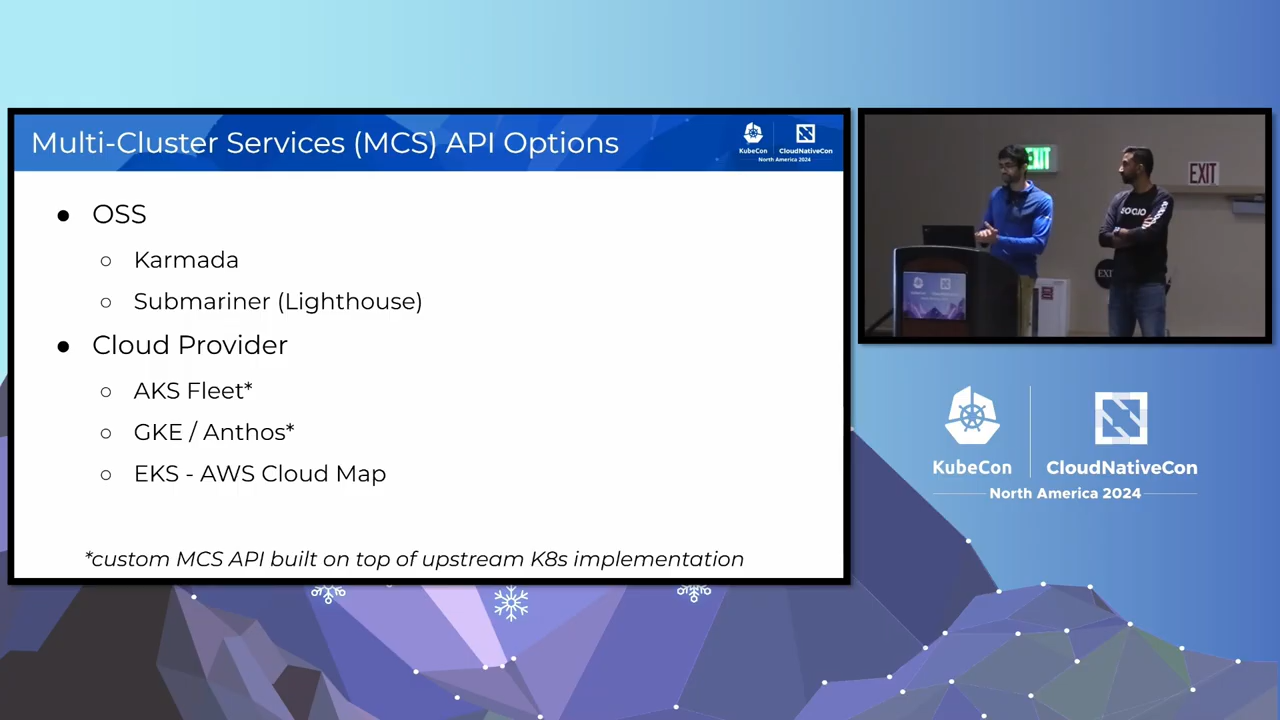 Multi-Cluster Services (MCS) API Options
KubeCon
CloudNativeCon
North America 2024
● OSS
○ Karmada
○ Submariner (Lighthouse)
● Cloud Provider
○ AKS Fleet*
○ GKE / Anthos*
○ EKS - AWS Cloud Map
*custom MCS API built on top of upstream K8s implementation
EXIT
EXIT
KubeCon
CloudNativeCon
North America 2024